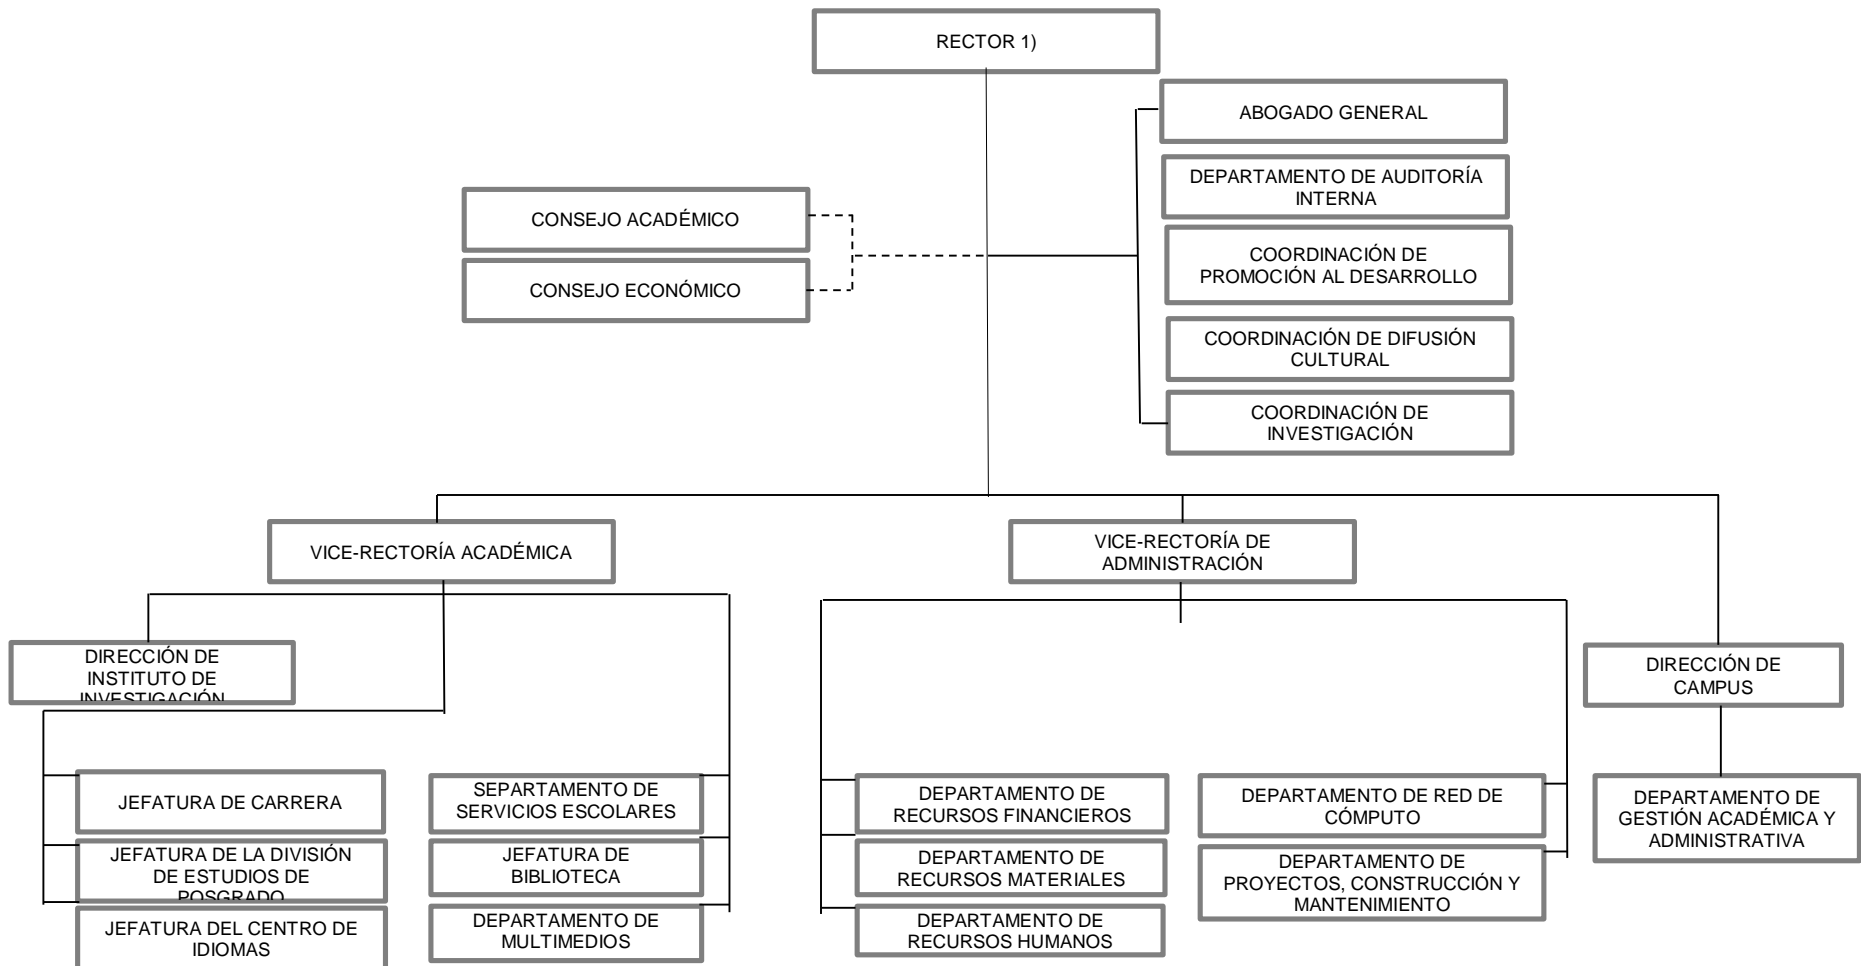 RECTOR 1)
ABOGADO GENERAL
DEPARTAMENTO DE AUDITORÍA
INTERNA
CONSEJO ACADÉMICO
CONSEJO ECONÓMICO
COORDINACIÓN DE
PROMOCIÓN AL DESARROLLO
COORDINACIÓN DE DIFUSIÓN
CULTURAL
COORDINACIÓN DE
INVESTIGACIÓN
VICE-RECTORÍA ACADÉMICA
VICE-RECTORÍA DE
ADMINISTRACIÓN
DIRECCIÓN DE
INSTITUTO DE
INVESTIGACIÓN
DIRECCIÓN DE
CAMPUS
JEFATURA DE CARRERA
JEFATURA DE LA DIVISIÓN
DE ESTUDIOS DE
POSGRADO
JEFATURA DEL CENTRO DE
IDIOMAS
SEPARTAMENTO DE
SERVICIOS ESCOLARES
JEFATURA DE
BIBLIOTECA
DEPARTAMENTO DE
MULTIMEDIOS
DEPARTAMENTO DE
RECURSOS FINANCIEROS
DEPARTAMENTO DE
RECURSOS MATERIALES
DEPARTAMENTO DE
RECURSOS HUMANOS
DEPARTAMENTO DE RED DE
CÓMPUTO
DEPARTAMENTO DE
PROYECTOS, CONSTRUCCIÓN Y
MANTENIMIENTO
DEPARTAMENTO DE
GESTIÓN ACADÉMICA Y
ADMINISTRATIVA